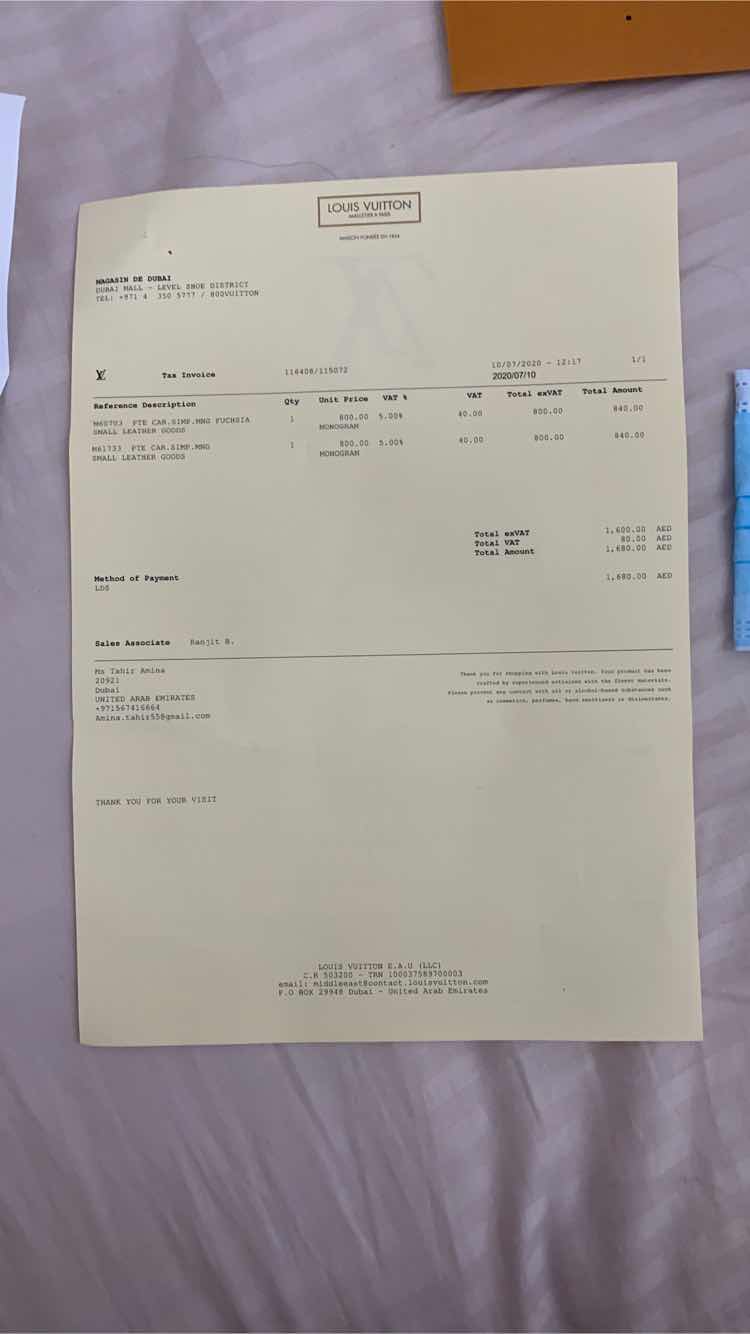 LOUIS VUITTON
MALLETIER À PARIS
MAISON FONDÉE EN 1854
MAGASIN DE DUBAI
DUBAI MALL - LEVEL SHOE DISTRICT
TEL: +971 4 350 5777 / 800VUITTON
LV Tax Invoice 116408/115072 10/07/2020 - 12:17 1/1
2020/07/10
Reference Description Qty Unit Price VAT % VAT Total exVAT Total Amount
M60703 PTE CAR.SIMP.MNG FUCHSIA 1 800.00 5.00% 40.00 800.00 840.00
SMALL LEATHER GOODS MONOGRAM
M61733 PTE CAR.SIMP.MNG 1 800.00 5.00% 40.00 800.00 840.00
SMALL LEATHER GOODS MONOGRAM
Total exVAT 1,600.00 AED
Total VAT 80.00 AED
Total Amount 1,680.00 AED
Method of Payment 1,680.00 AED
LDS
Sales Associate Ranjit B.
Ms Tahir Amina
20921
Dubai
UNITED ARAB EMIRATES
+971567416664
Amina.tahir55@gmail.com
Thank you for shopping with Louis Vuitton. Your product has been
crafted by experienced artisans with the finest materials.
Please prevent any contact with oil or alcohol-based substances such
as cosmetics, perfumes, hand sanitizers or disinfectants.
THANK YOU FOR YOUR VISIT
LOUIS VUITTON E.A.U (LLC)
C.R 503200 - TRN 100037589700003
email: middleeast@contact.louisvuitton.com
P.O BOX 29948 Dubai - United Arab Emirates